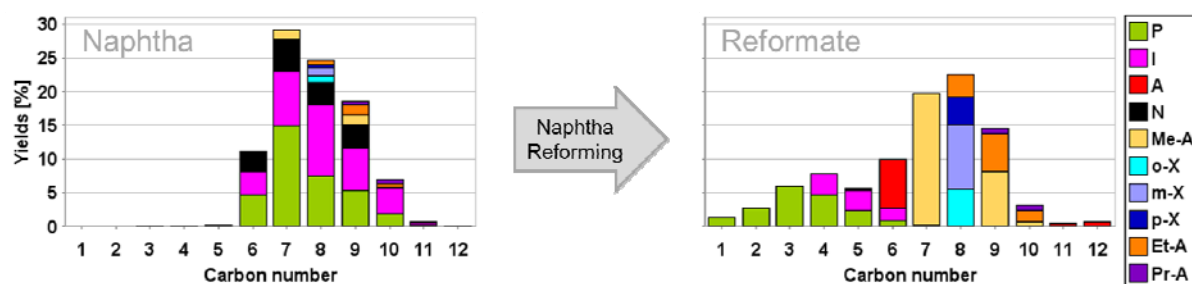 Naphtha
Yields [%]
30
25
20
15
10
5
0
1 2 3 4 5 6 7 8 9 10 11 12
Carbon number
Naphtha
Reforming
Reformate
1 2 3 4 5 6 7 8 9 10 11 12
Carbon number
P
I
A
N
Me-A
o-X
m-X
p-X
Et-A
Pr-A